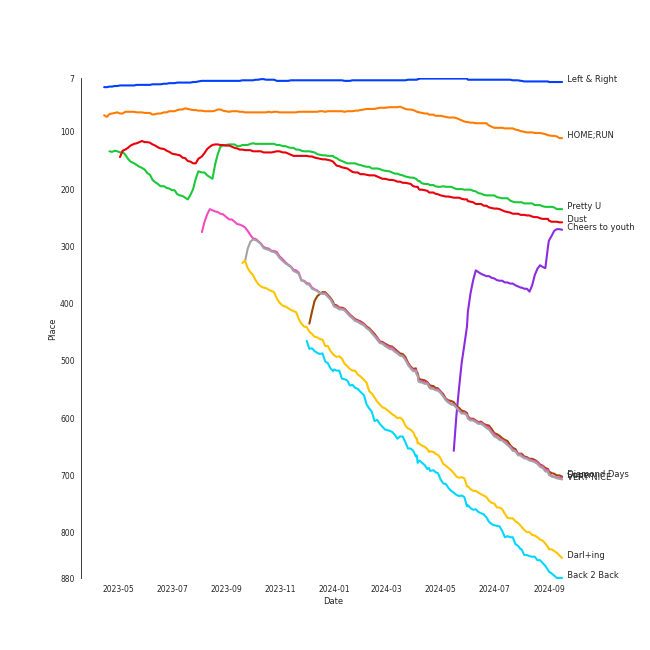 7
100
200
300
400
500
600
700
800
880
Place
2023-05
2023-07
2023-09
2023-11
2024-01
2024-03
2024-05
2024-07
2024-09
Date
Left & Right
HOME;RUN
Pretty U
Dust
Cheers to youth
Diamond Days
VERY NICE
Darl+ing
Back 2 Back